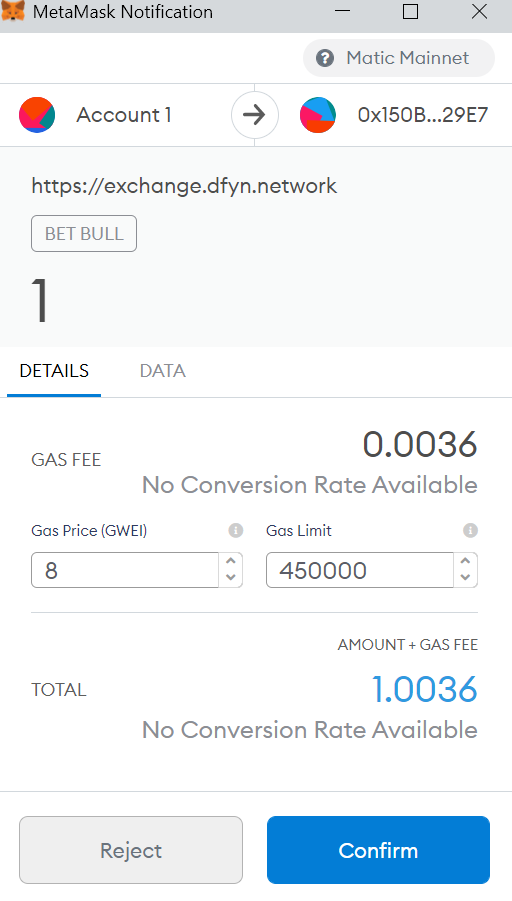 MetaMask Notification
Matic Mainnet
Account 1
0x150B...29E7
https://exchange.dfyn.network
BET BULL
1
DETAILS
DATA
GAS FEE
0.0036
No Conversion Rate Available
Gas Price (GWEI)
Gas Limit
8
450000
AMOUNT + GAS FEE
TOTAL
1.0036
No Conversion Rate Available
Reject
Confirm